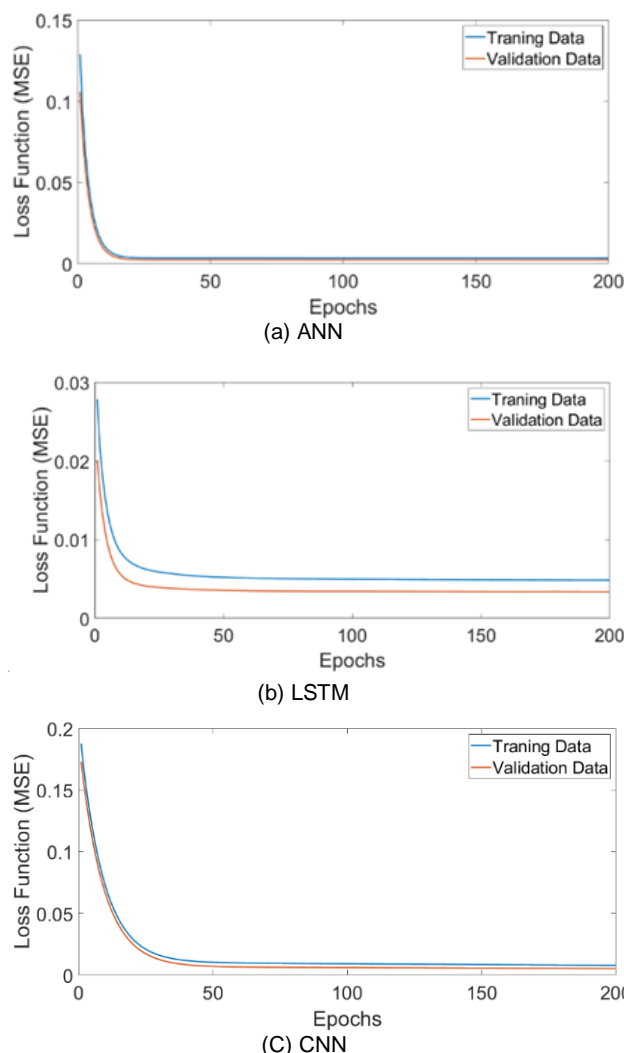 0.15
Traning Data
Validation Data
0.1
Loss Function (MSE)
0.05
0
0 50 100 150 200
Epochs
(a) ANN
0.03
Traning Data
Validation Data
0.02
Loss Function (MSE)
0.01
0
0 50 100 150 200
Epochs
(b) LSTM
0.2
Traning Data
Validation Data
0.15
Loss Function (MSE)
0.1
0.05
0
0 50 100 150 200
Epochs
(C) CNN